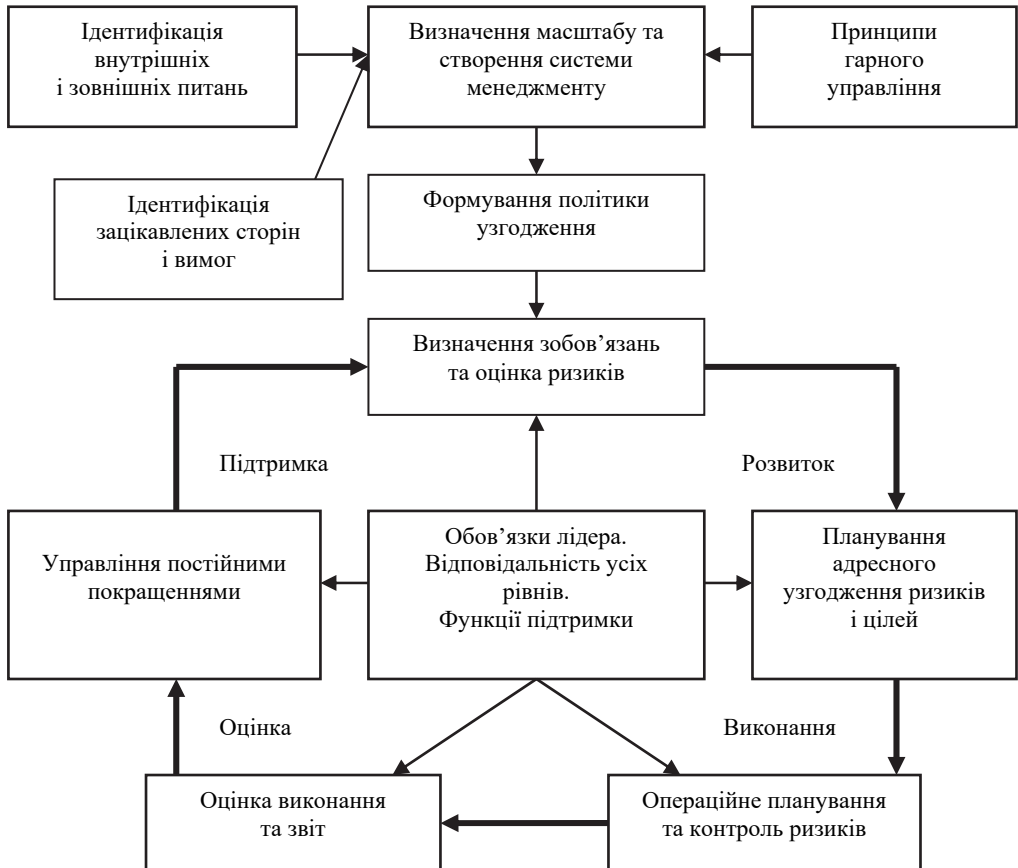 Ідентифікація
внутрішніх
і зовнішніх питань
Визначення масштабу та
створення системи
менеджменту
Принципи
гарного
управління
Ідентифікація
зацікавлених сторін
і вимог
Формування політики
узгодження
Визначення зобов’язань
та оцінка ризиків
Підтримка
Розвиток
Управління постійними
покращеннями
Обов’язки лідера.
Відповідальність усіх
рівнів.
Функції підтримки
Планування
адресного
узгодження ризиків
і цілей
Оцінка
Виконання
Оцінка виконання
та звіт
Операційне планування
та контроль ризиків